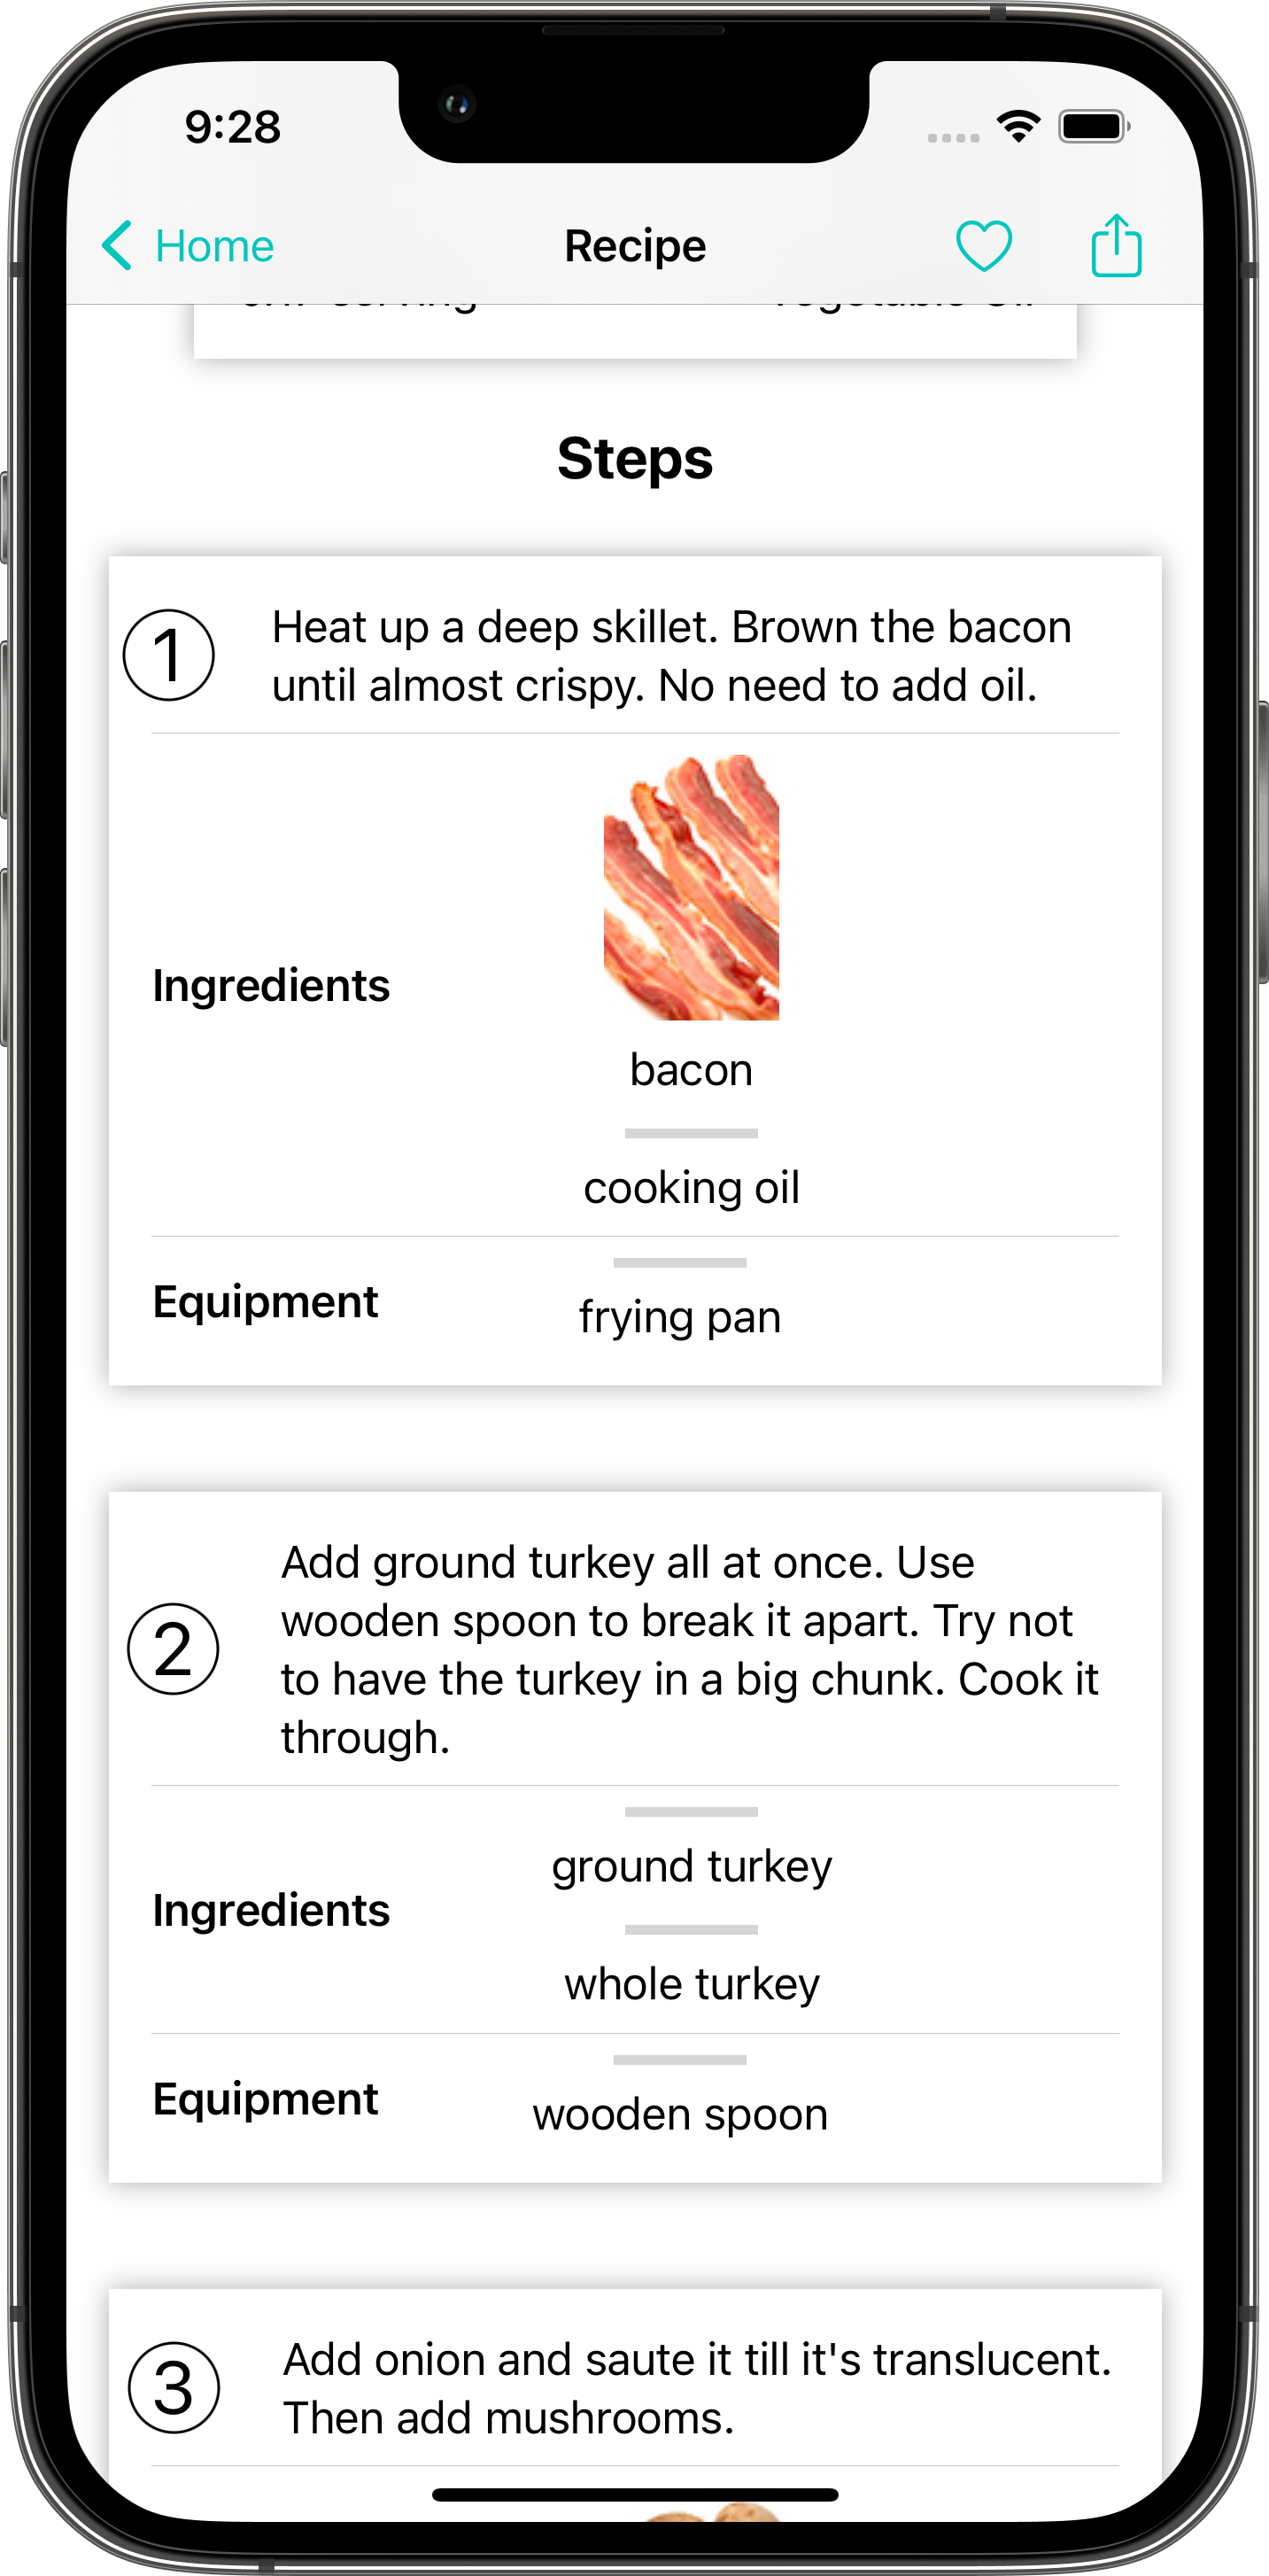 9:28
Home
Recipe
serving
Steps
1
Heat up a deep skillet. Brown the bacon
until almost crispy. No need to add oil.
Ingredients
bacon
cooking oil
Equipment
frying pan
2
Add ground turkey all at once. Use
wooden spoon to break it apart. Try not
to have the turkey in a big chunk. Cook it
through.
Ingredients
ground turkey
whole turkey
Equipment
wooden spoon
3
Add onion and saute it till it's translucent.
Then add mushrooms.